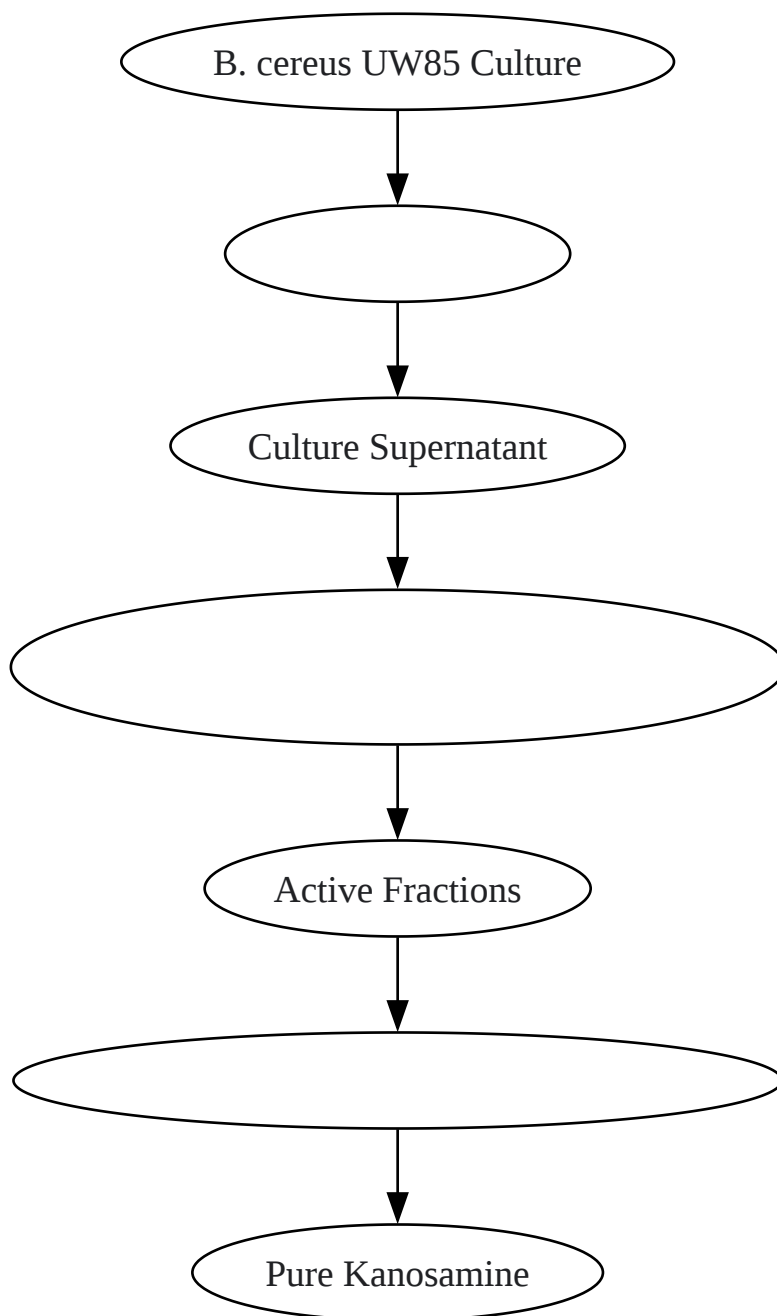 B. cereus UW85 Culture
Culture Supernatant
Active Fractions
Pure Kanosamine